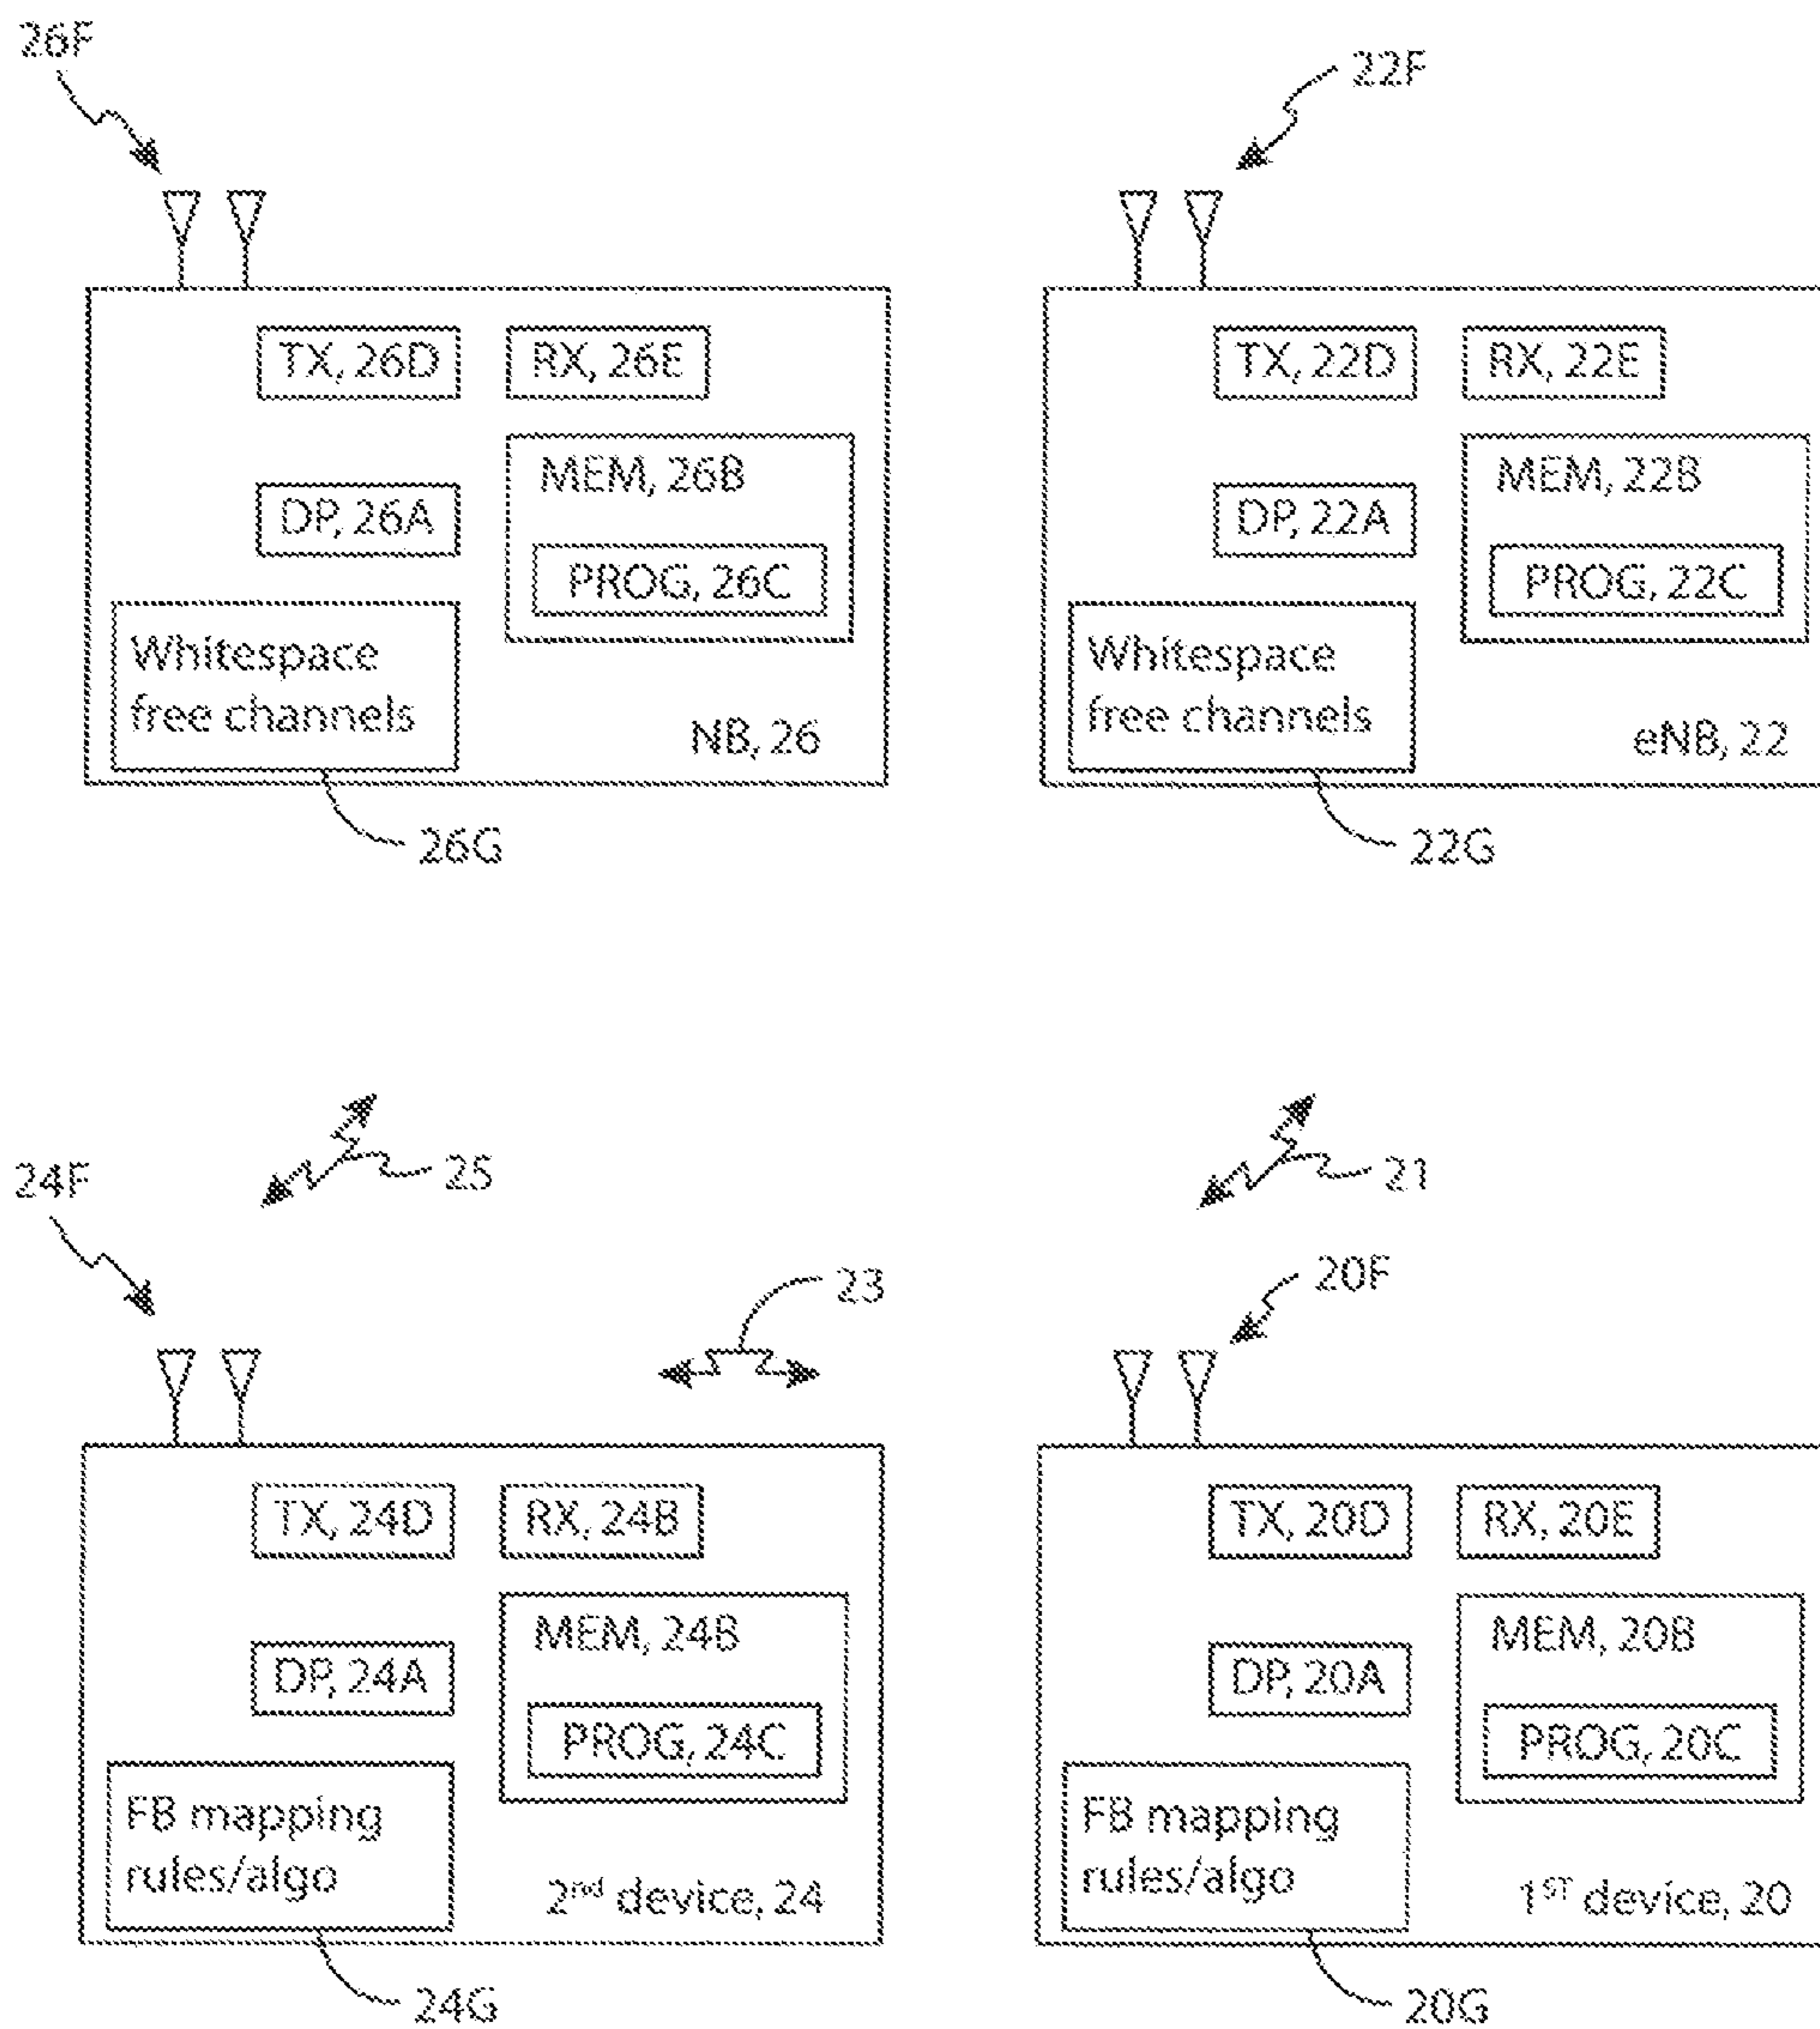 26F
22F
TX, 26D
RX, 26E
MEM, 26B
DP, 26A
PROG, 26C
Whitespace
free channels
NB, 26
26G
TX, 22D
RX, 22E
MEM, 22B
DP, 22A
PROG, 22C
Whitespace
free channels
eNB, 22
22G
25
21
24F
23
20F
TX, 24D
RX, 24B
MEM, 24B
DP, 24A
PROG, 24C
FB mapping
rules/algo
2nd device, 24
24G
TX, 20D
RX, 20E
MEM, 20B
DP, 20A
PROG, 20C
FB mapping
rules/algo
1ST device, 20
20G